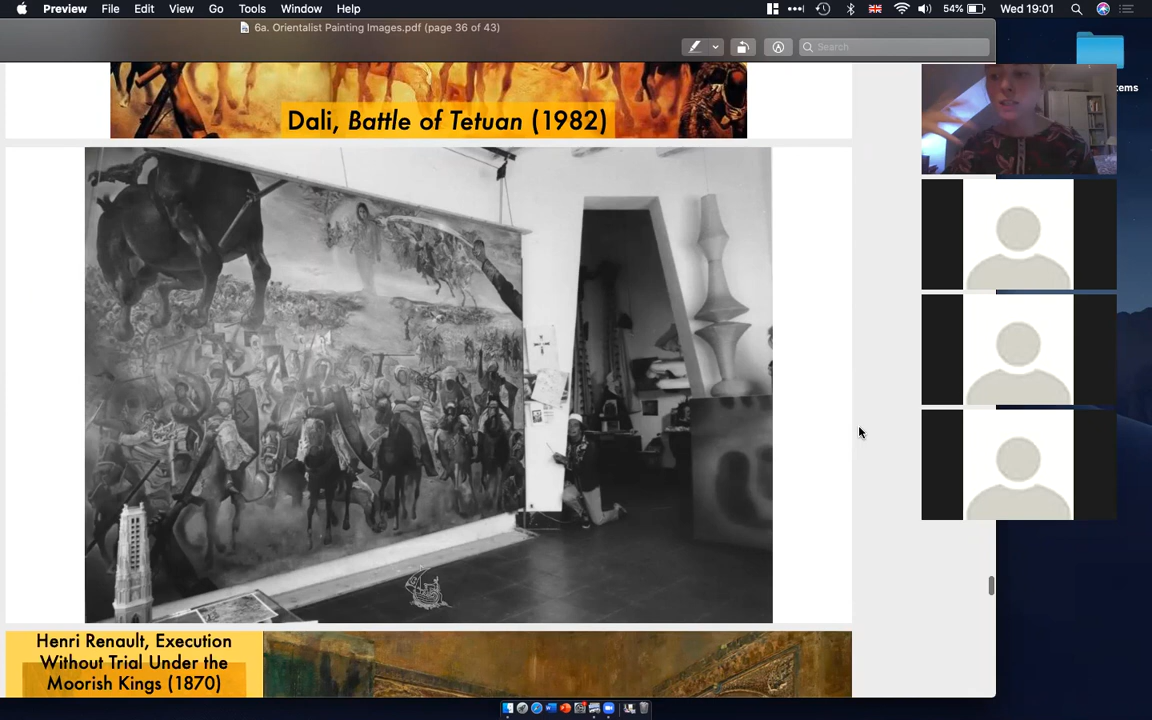 Preview File Edit View Go Tools Window Help
54%
Wed 19:01
6a. Orientalist Painting Images.pdf (page 36 of 43)
Search
tems
Dali, Battle of Tetuan (1982)
Henri Renault, Execution
Without Trial Under the
Moorish Kings (1870)